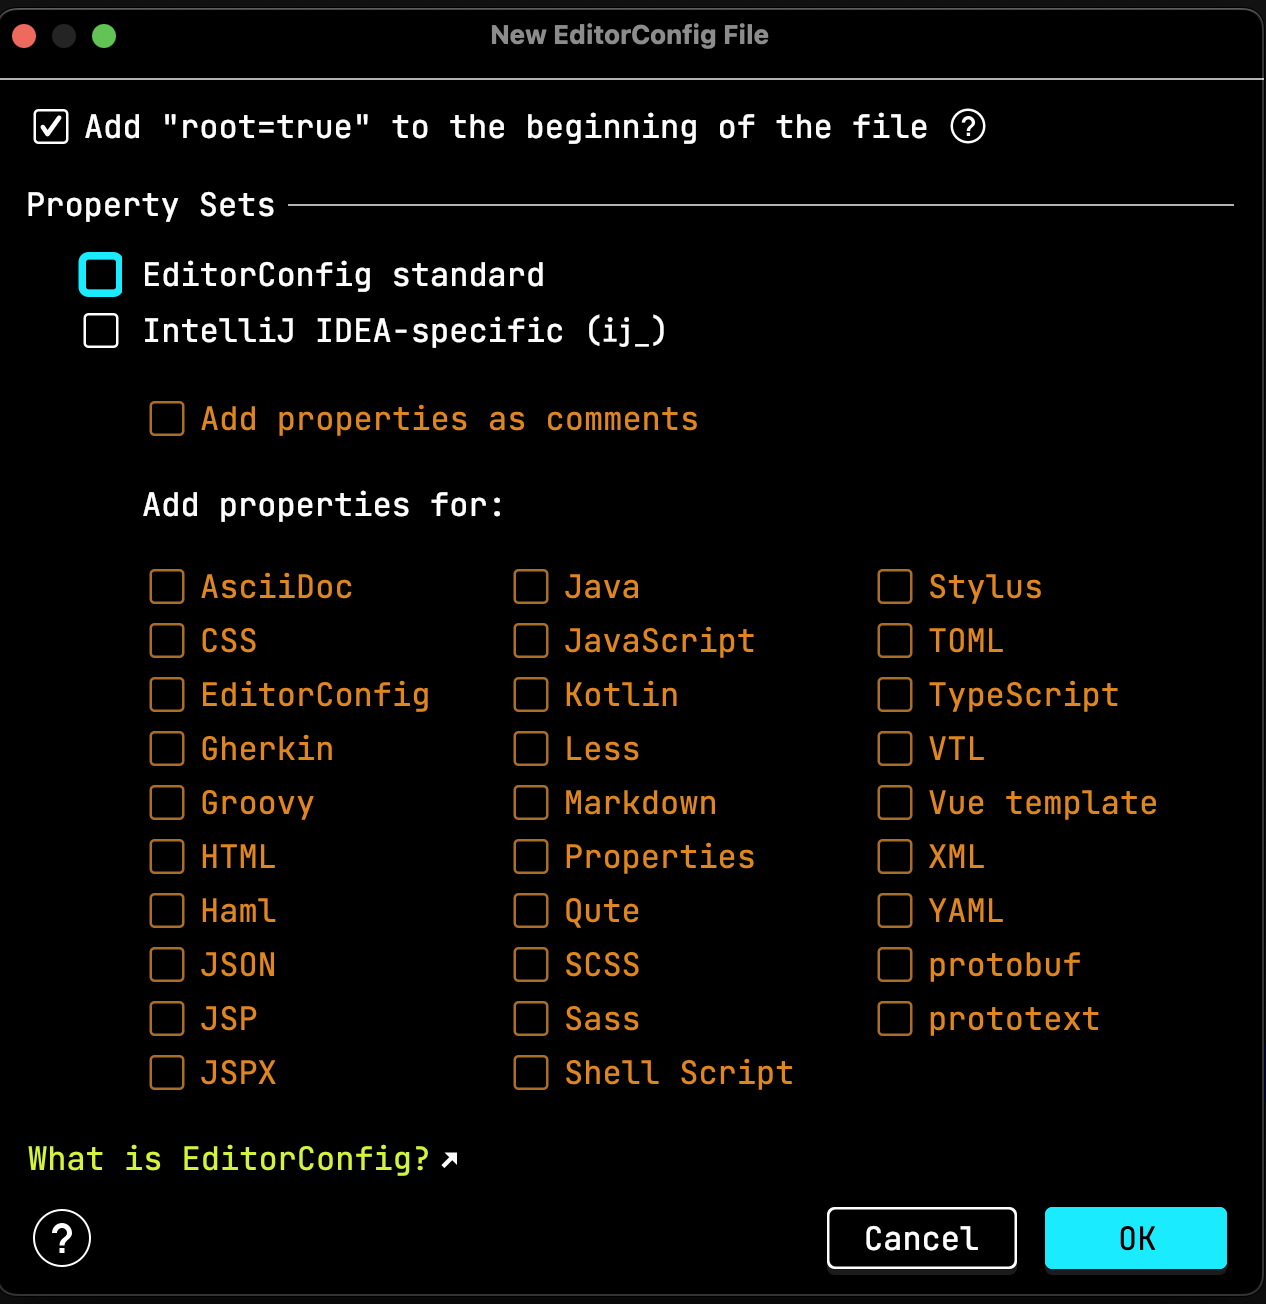 New EditorConfig File
Add "root=true" to the beginning of the file ?
Property Sets
EditorConfig standard
IntelliJ IDEA-specific (ij_)
Add properties as comments
Add properties for:
AsciiDoc Java Stylus
CSS JavaScript TOML
EditorConfig Kotlin TypeScript
Gherkin Less VTL
Groovy Markdown Vue template
HTML Properties XML
Haml Qute YAML
JSON SCSS protobuf
JSP Sass prototext
JSPX Shell Script
What is EditorConfig?
? Cancel OK